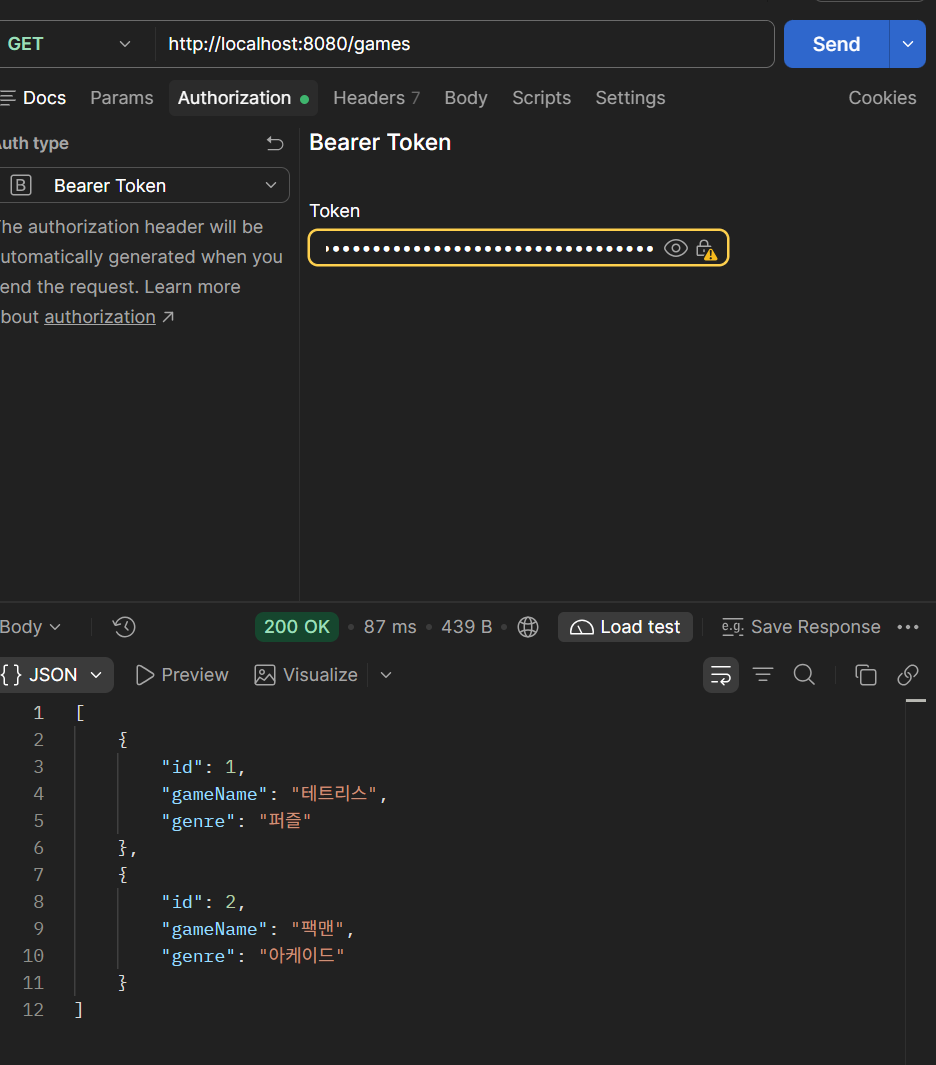 GET
http://localhost:8080/games
Send
Docs Params Authorization Headers 7 Body Scripts Settings Cookies
uth type
Bearer Token
B Bearer Token
Token
he authorization header will be
utomatically generated when you
end the request. Learn more
bout authorization ↗
Body 200 OK • 87 ms • 439 B • Load test e.g. Save Response
{} JSON Preview Visualize
1 [
2 {
3 "id": 1,
4 "gameName": "테트리스",
5 "genre": "퍼즐"
6 },
7 {
8 "id": 2,
9 "gameName": "팩맨",
10 "genre": "아케이드"
11 }
12 ]